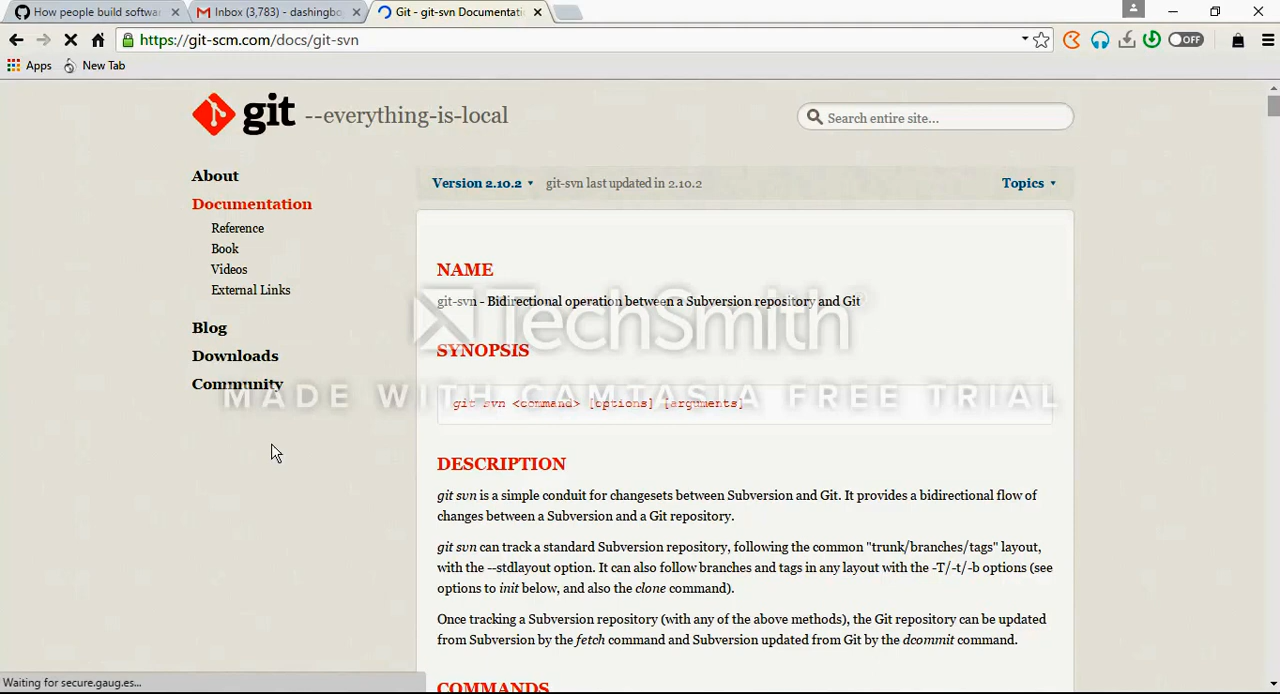 How people build softwar
Inbox (3,783) - dashingbo
Git - git-svn Documentati
https://git-scm.com/docs/git-svn
OFF
Apps
New Tab
git --everything-is-local
Search entire site...
About
Documentation
Reference
Book
Videos
External Links
Blog
Downloads
Community
Version 2.10.2 ▾
git-svn last updated in 2.10.2
Topics ▾
NAME
git-svn - Bidirectional operation between a Subversion repository and Git
TechSmith®
SYNOPSIS
MADE WITH CAMTASIA FREE TRIAL
git svn <command> [options] [arguments]
DESCRIPTION
git svn is a simple conduit for changesets between Subversion and Git. It provides a bidirectional flow of
changes between a Subversion and a Git repository.
git svn can track a standard Subversion repository, following the common "trunk/branches/tags" layout,
with the --stdlayout option. It can also follow branches and tags in any layout with the -T/-t/-b options (see
options to init below, and also the clone command).
Once tracking a Subversion repository (with any of the above methods), the Git repository can be updated
from Subversion by the fetch command and Subversion updated from Git by the dcommit command.
COMMANDS
Waiting for secure.gaug.es...